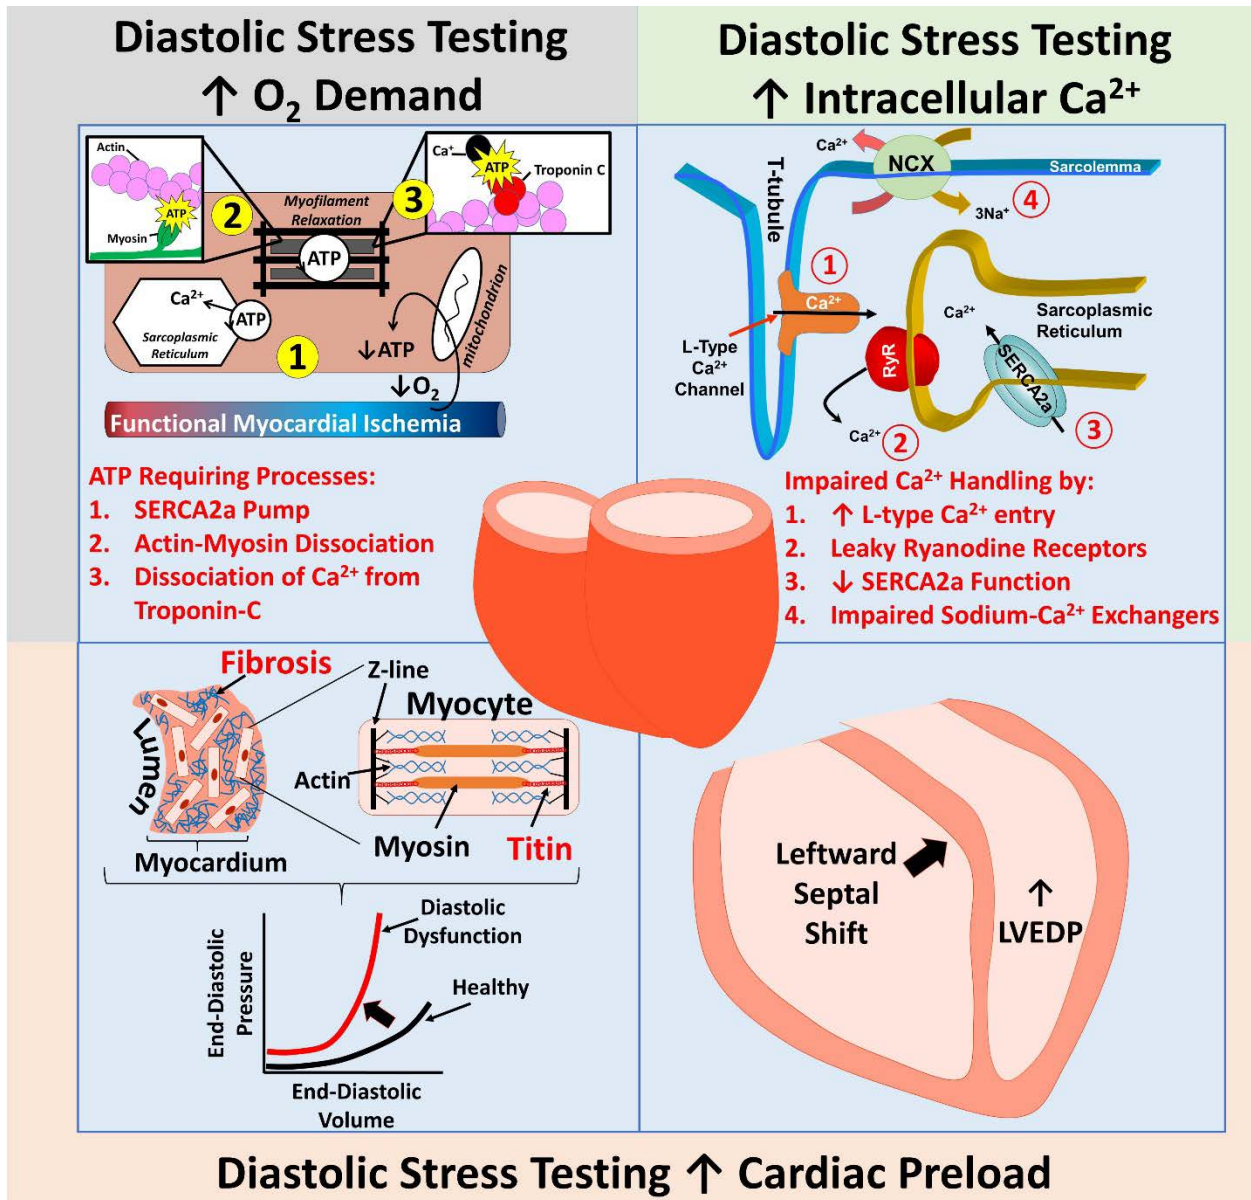 Diastolic Stress Testing
↑ O₂ Demand
Diastolic Stress Testing
↑ Intracellular Ca²⁺
Actin
ATP
Myosin
2
Myofilament
Relaxation
ATP
3
Ca⁺
ATP
Troponin C
Ca²⁺
ATP
Sarcoplasmic
Reticulum
1
↓ATP
↓O₂
mitochondrion
Functional Myocardial Ischemia
ATP Requiring Processes:
1. SERCA2a Pump
2. Actin-Myosin Dissociation
3. Dissociation of Ca²⁺ from
Troponin-C
Ca²⁺
NCX
Sarcolemma
3Na⁺
4
T-tubule
1
Ca²⁺
L-Type
Ca²⁺
Channel
RyR
Ca²⁺
2
Ca²⁺
Sarcoplasmic
Reticulum
SERCA2a
3
Impaired Ca²⁺ Handling by:
1. ↑ L-type Ca²⁺ entry
2. Leaky Ryanodine Receptors
3. ↓ SERCA2a Function
4. Impaired Sodium-Ca²⁺ Exchangers
Fibrosis
Lumen
Myocardium
Z-line
Myocyte
Actin
Myosin
Titin
End-Diastolic
Pressure
Diastolic
Dysfunction
Healthy
End-Diastolic
Volume
Leftward
Septal
Shift
↑
LVEDP
Diastolic Stress Testing ↑ Cardiac Preload